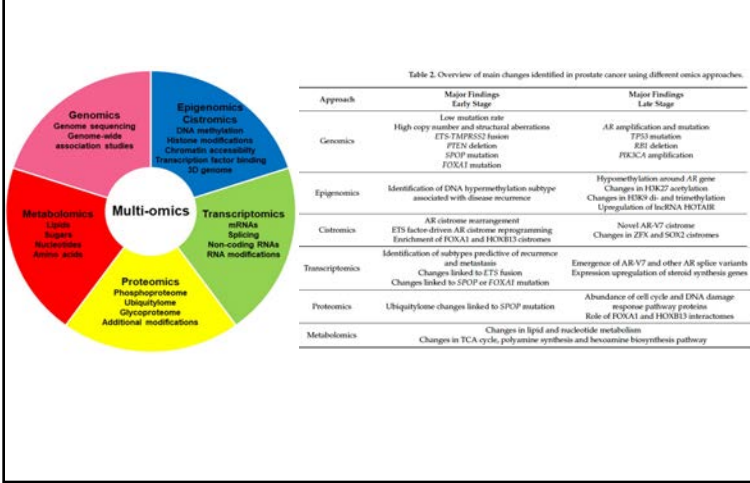 Genomics
Genome sequencing
Genome-wide
association studies
Epigenomics
Cistromics
DNA methylation
Histone modifications
Chromatin accessibility
Transcription factor binding
3D genome
Multi-omics
Metabolomics
Lipids
Sugars
Nucleotides
Amino acids
Transcriptomics
mRNAs
Splicing
Non-coding RNAs
RNA modifications
Proteomics
Phosphoproteome
Ubiquitylome
Glycoproteome
Additional modifications
Table 2. Overview of main changes identified in prostate cancer using different omics approaches.
Approach
Major Findings
Early Stage
Major Findings
Late Stage
Genomics
Low mutation rate
High copy number and structural aberrations
ETS-TMPRSS2 fusion
PTEN deletion
SPOP mutation
FOXA1 mutation
AR amplification and mutation
TP53 mutation
RB1 deletion
PIK3CA amplification
Epigenomics
Identification of DNA hypermethylation subtype
associated with disease recurrence
Hypomethylation around AR gene
Changes in H3K27 acetylation
Changes in H3K9 di- and trimethylation
Upregulation of lncRNA HOTAIR
Cistromics
AR cistrome rearrangement
ETS factor-driven AR cistrome reprogramming
Enrichment of FOXA1 and HOXB13 cistromes
Novel AR-V7 cistrome
Changes in ZFX and SOX2 cistromes
Transcriptomics
Identification of subtypes predictive of recurrence
and metastasis
Changes linked to ETS fusion
Changes linked to SPOP or FOXA1 mutation
Emergence of AR-V7 and other AR splice variants
Expression upregulation of steroid synthesis genes
Proteomics
Ubiquitylome changes linked to SPOP mutation
Abundance of cell cycle and DNA damage
response pathway proteins
Role of FOXA1 and HOXB13 interactomes
Metabolomics
Changes in lipid and nucleotide metabolism
Changes in TCA cycle, polyamine synthesis and hexoamine biosynthesis pathway